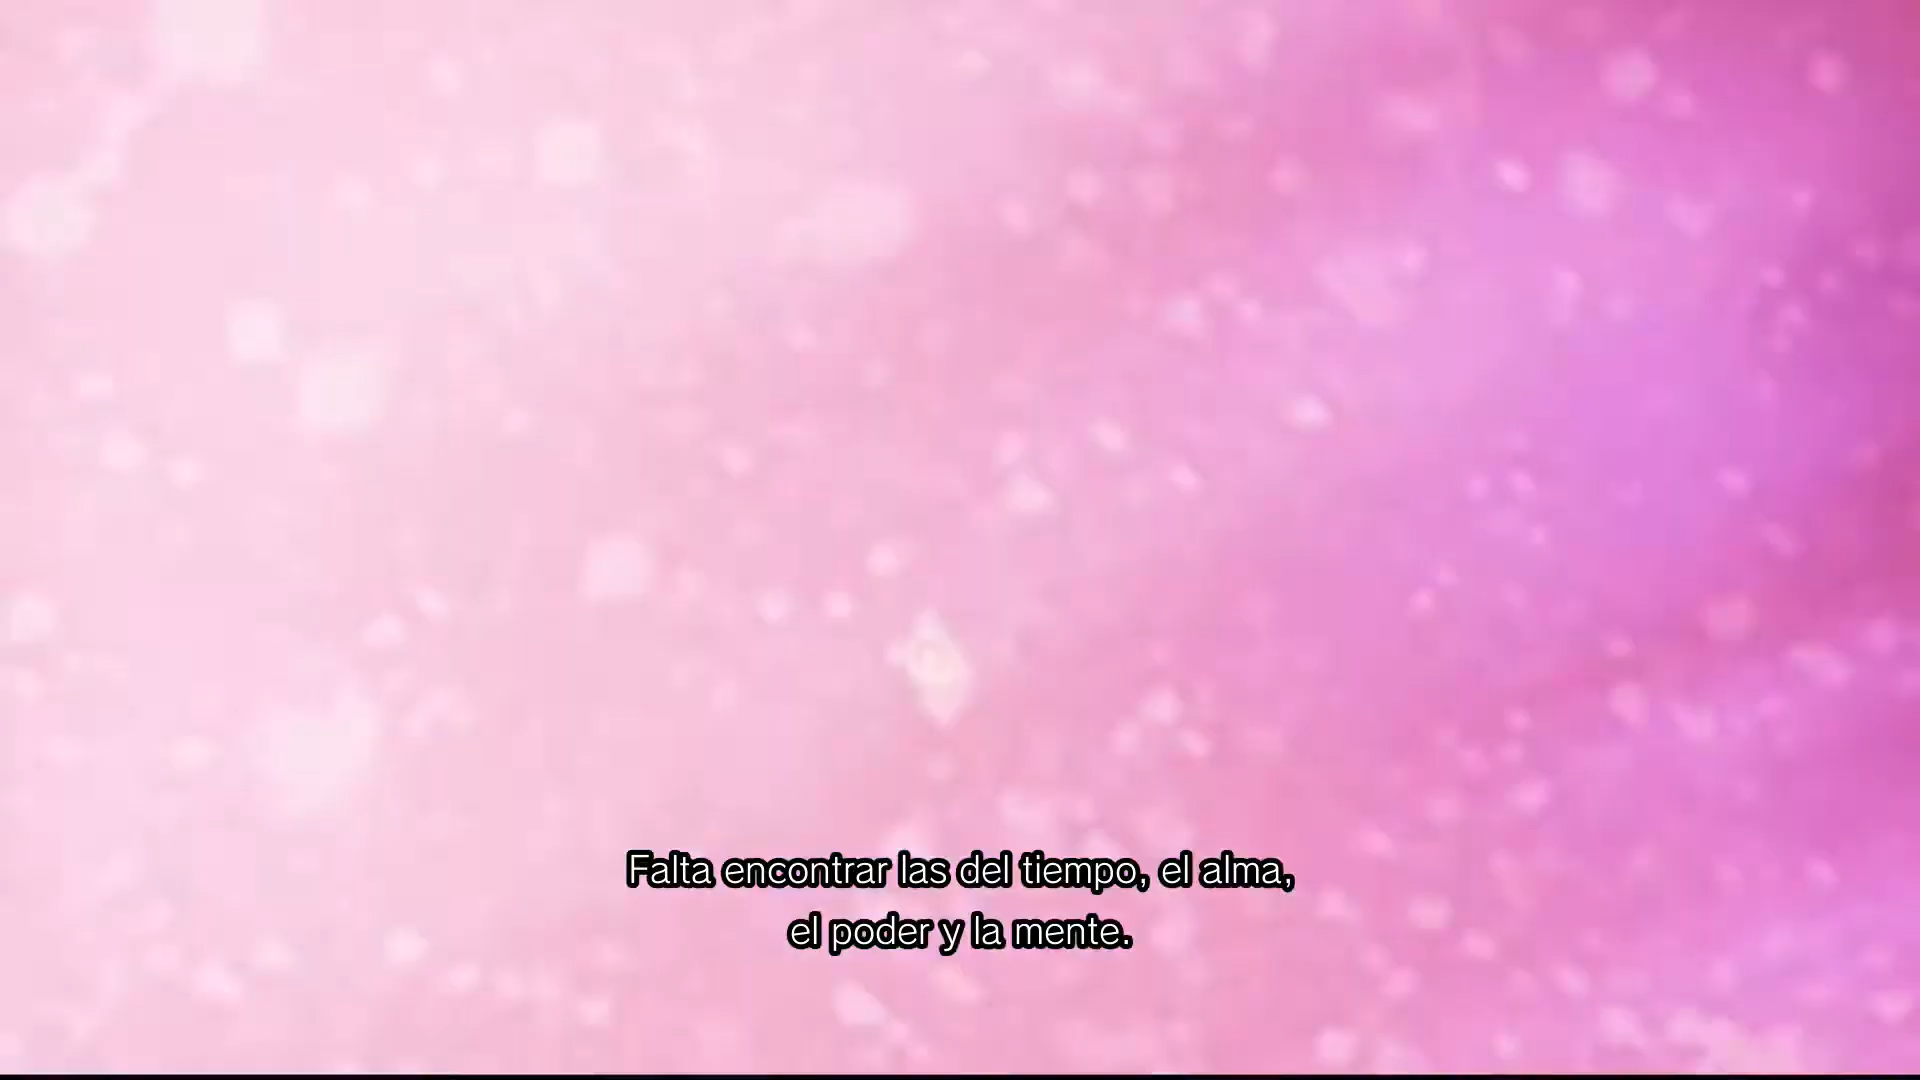 Falta encontrar las del tiempo, el alma,
el poder y la mente.